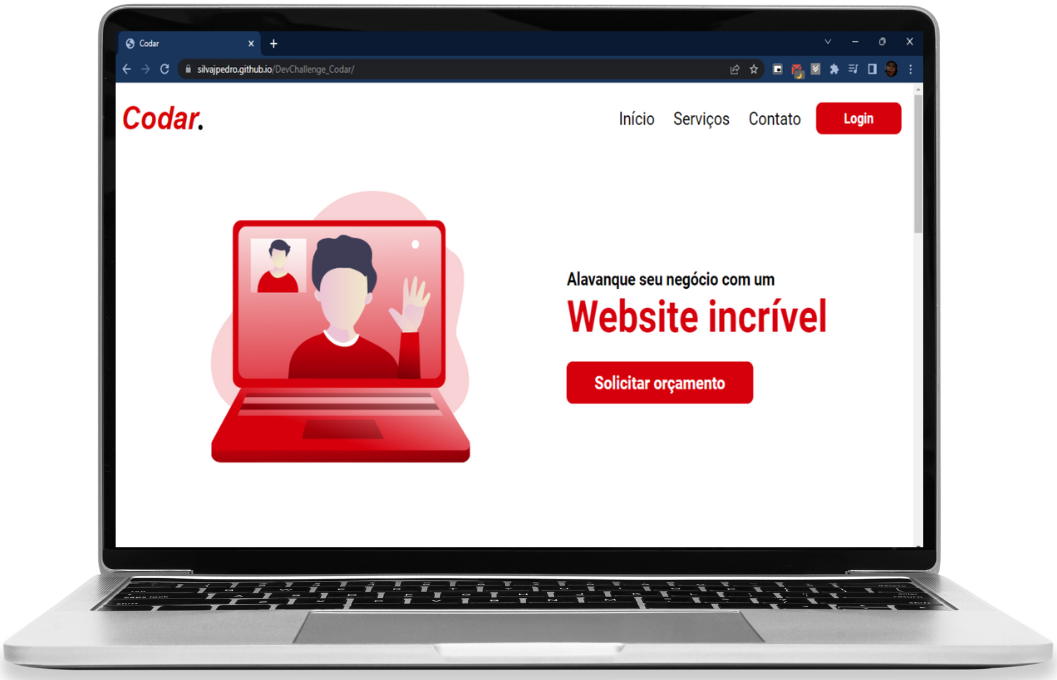 Codar
silvajpedro.github.io/DevChallenge_Codar/
Codar.
Início Serviços Contato Login
Alavanque seu negócio com um
Website incrível
Solicitar orçamento